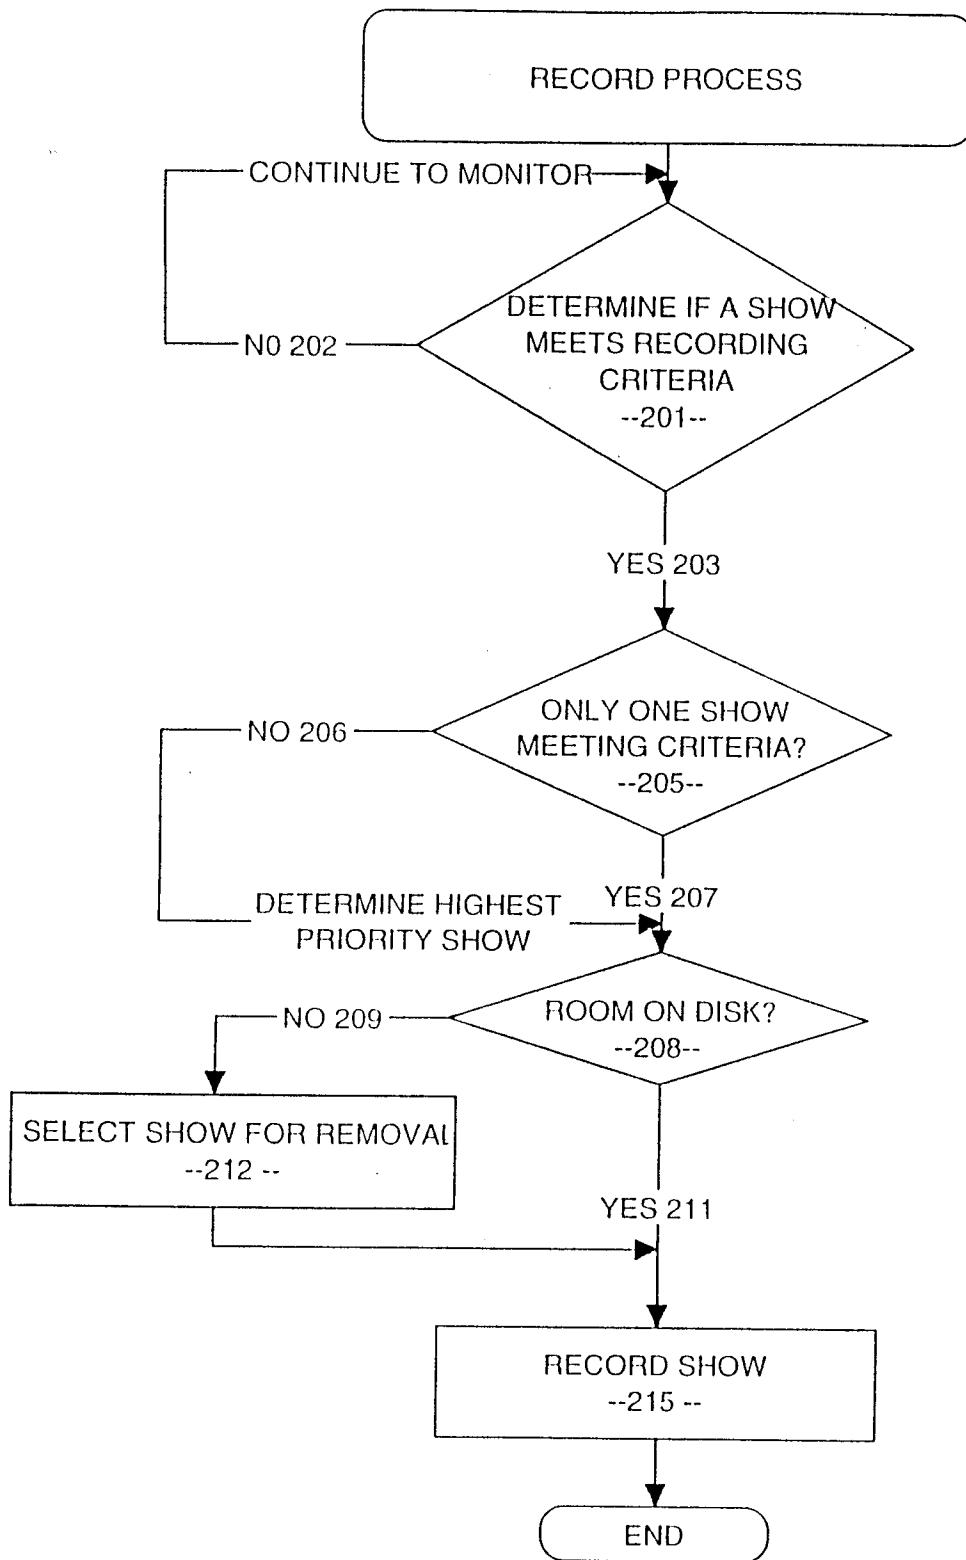 RECORD PROCESS
CONTINUE TO MONITOR
DETERMINE IF A SHOW
MEETS RECORDING
CRITERIA
--201--
N0 202
YES 203
ONLY ONE SHOW
MEETING CRITERIA?
--205--
NO 206
YES 207
DETERMINE HIGHEST
PRIORITY SHOW
ROOM ON DISK?
--208--
NO 209
SELECT SHOW FOR REMOVAL
--212 --
YES 211
RECORD SHOW
--215 --
END